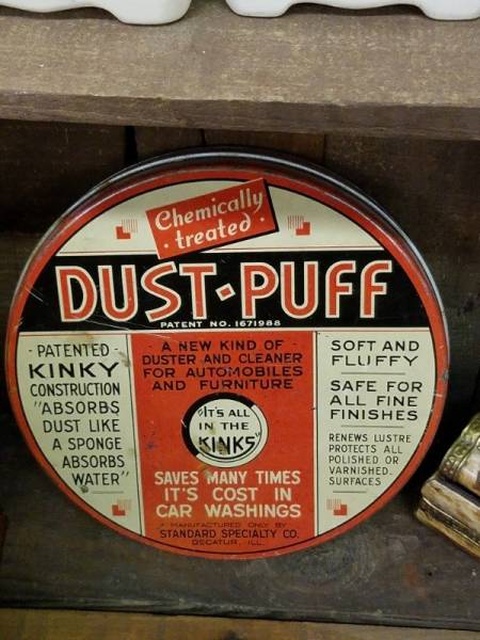 Chemically
treated
DUST-PUFF
PATENT NO. 1671988
- PATENTED -
KINKY
CONSTRUCTION
"ABSORBS
DUST LIKE
A SPONGE
ABSORBS
WATER"
A NEW KIND OF
DUSTER AND CLEANER
FOR AUTOMOBILES
AND FURNITURE
"IT'S ALL
IN THE
KINKS"
SAVES MANY TIMES
IT'S COST IN
CAR WASHINGS
MANUFACTURED ONLY BY
STANDARD SPECIALTY CO.
DECATUR, ILL.
SOFT AND
FLUFFY
SAFE FOR
ALL FINE
FINISHES
RENEWS LUSTRE
PROTECTS ALL
POLISHED OR
VARNISHED
SURFACES